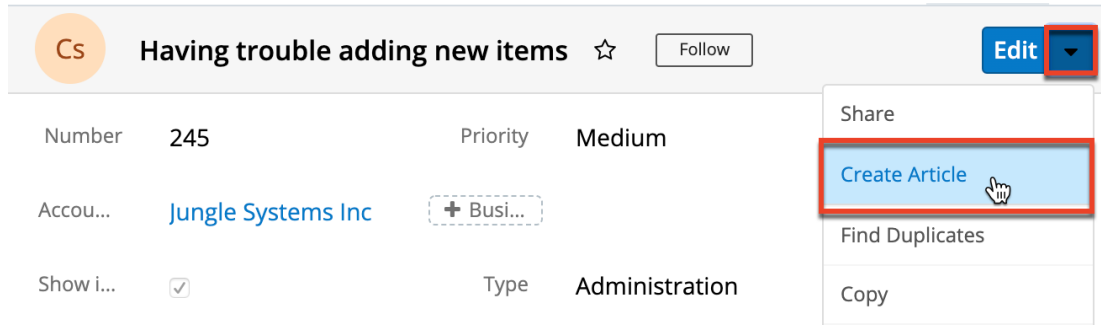 Cs Having trouble adding new items Follow Edit
Share
Number 245 Priority Medium
Create Article
Accou... Jungle Systems Inc + Busi...
Find Duplicates
Show i... Type Administration
Copy